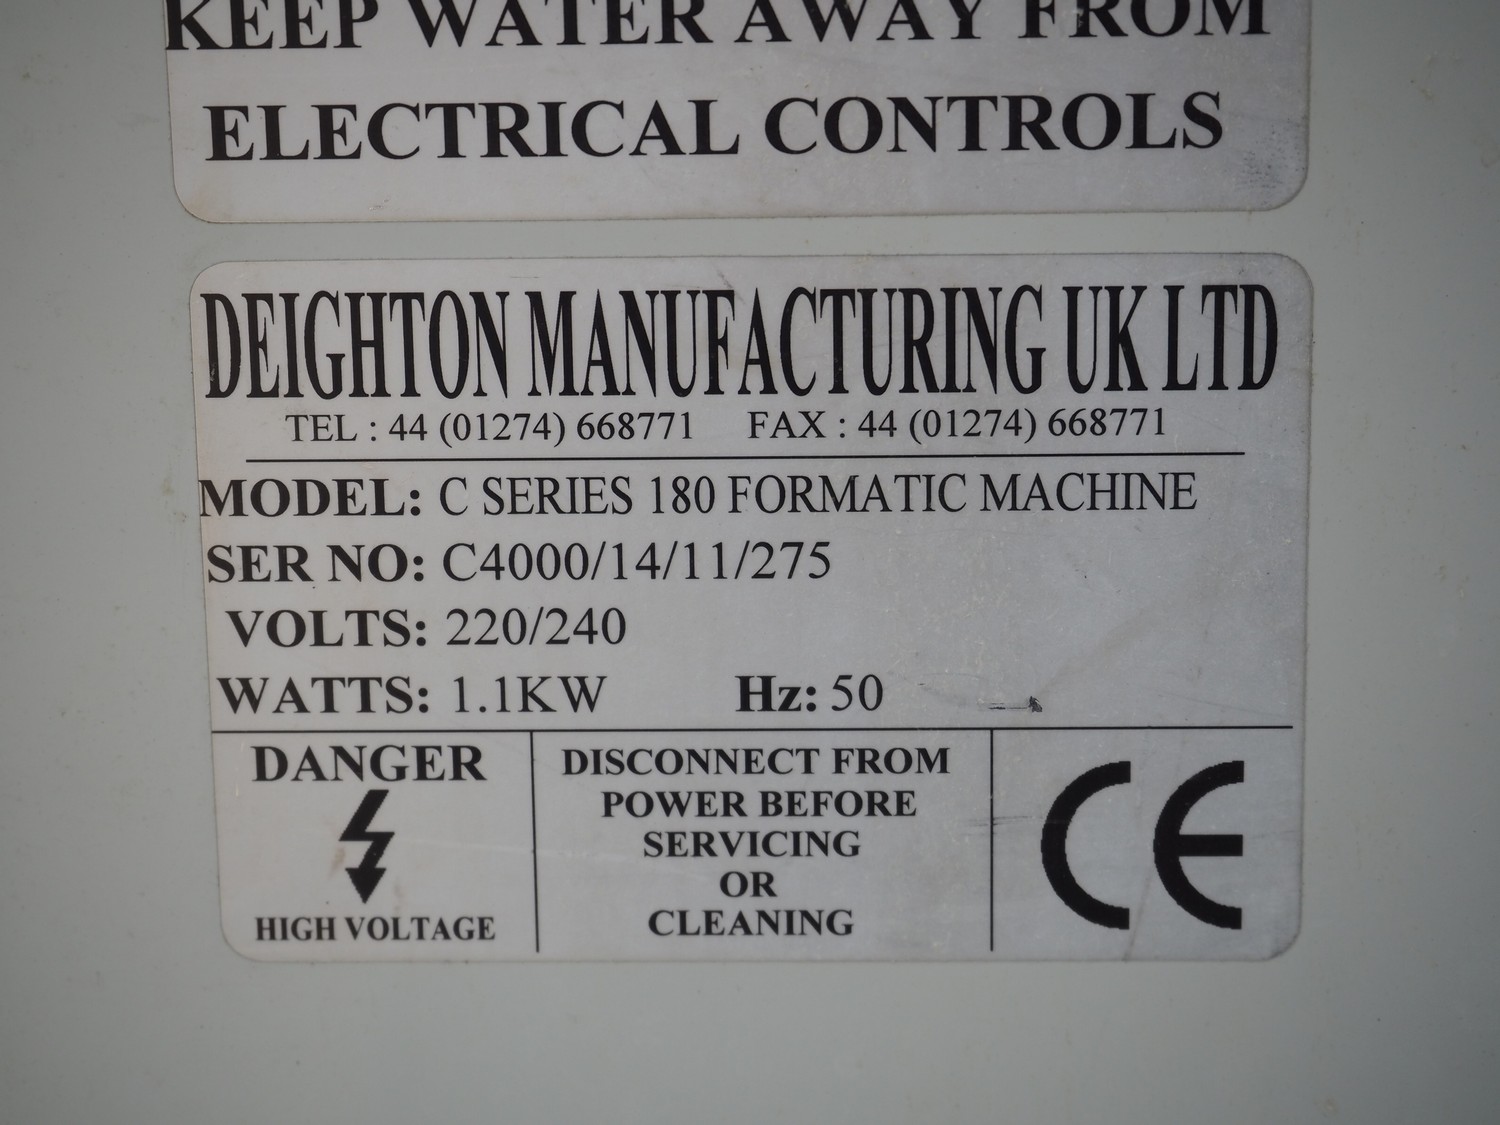 KEEP WATER AWAY FROM
ELECTRICAL CONTROLS
DEIGHTON MANUFACTURING UK LTD
TEL : 44 (01274) 668771 FAX : 44 (01274) 668771
MODEL: C SERIES 180 FORMATIC MACHINE
SER NO: C4000/14/11/275
VOLTS: 220/240
WATTS: 1.1KW Hz: 50
DANGER
HIGH VOLTAGE
DISCONNECT FROM
POWER BEFORE
SERVICING
OR
CLEANING
CE